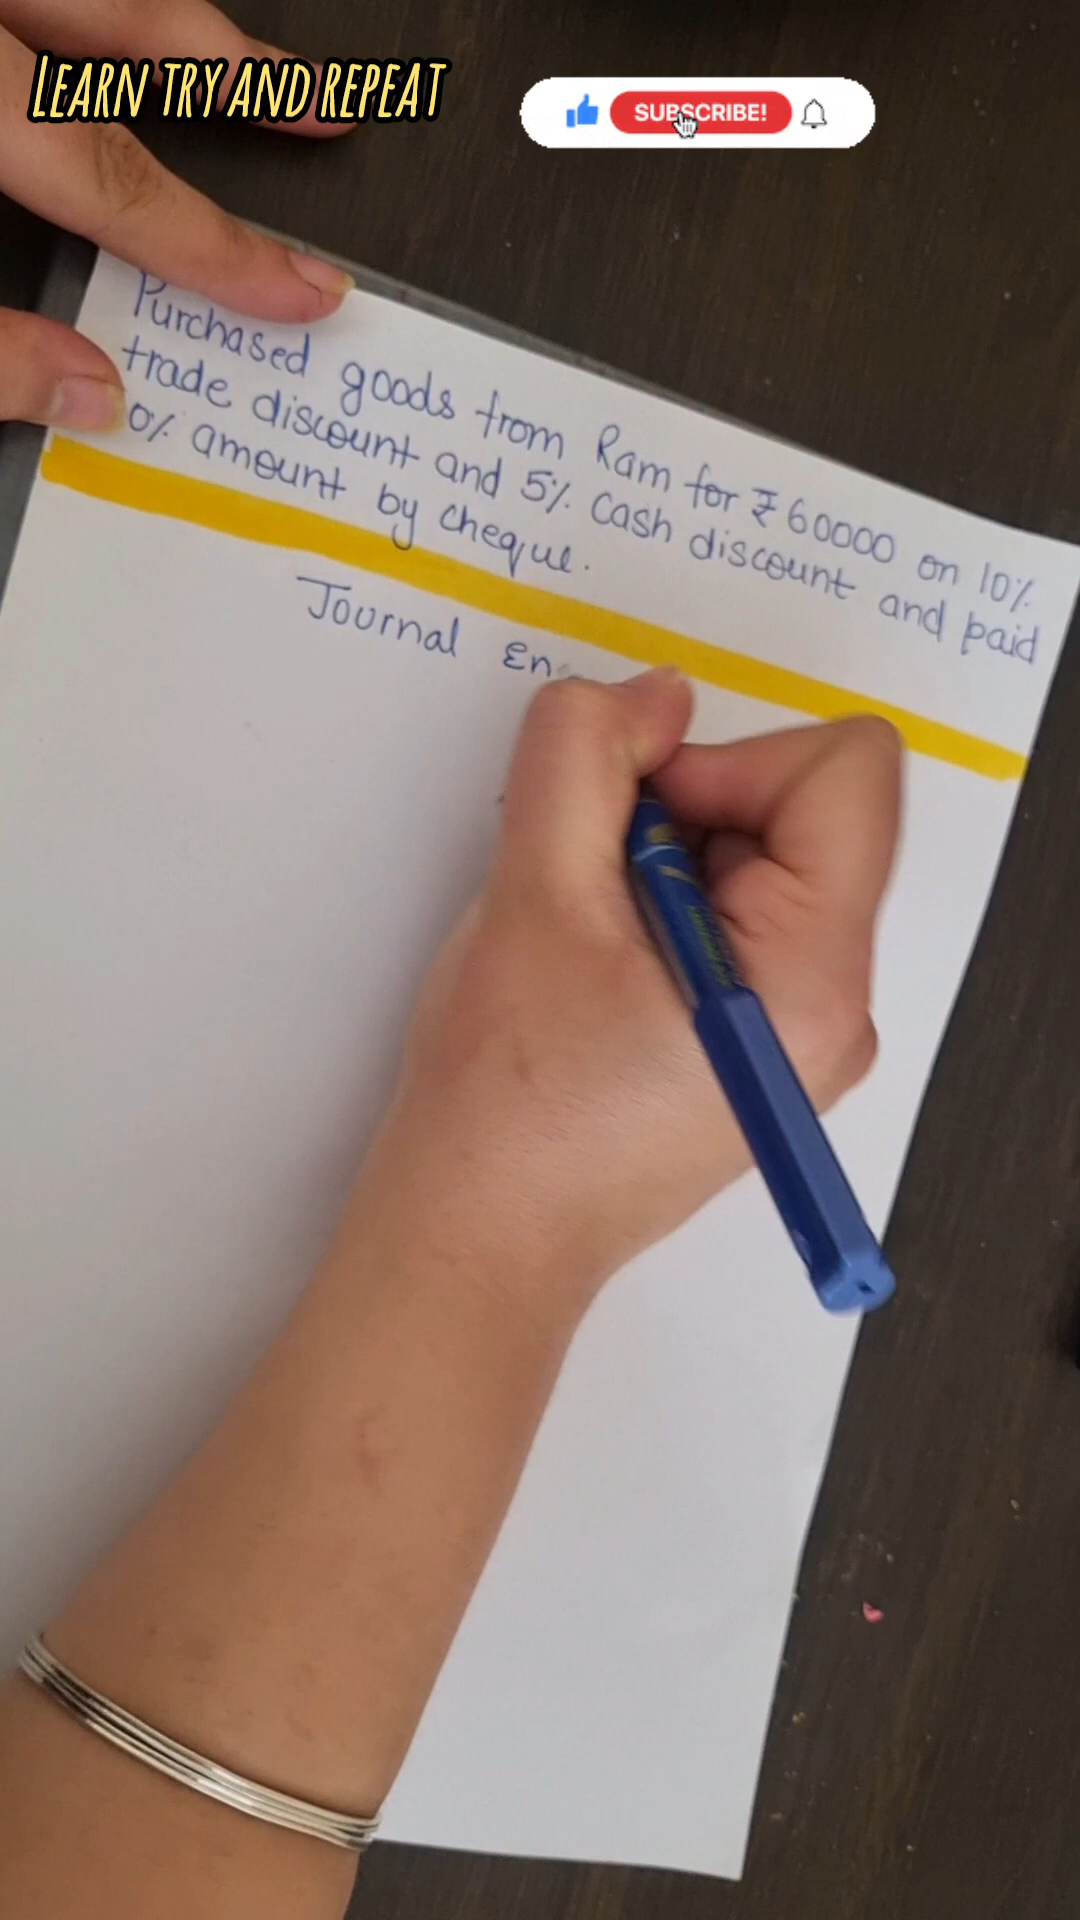 LEARN TRY AND REPEAT
SUBSCRIBE!
Purchased goods from Ram for ₹60000 on 10%
trade discount and 5% cash discount and paid
0% amount by cheque.
Journal En